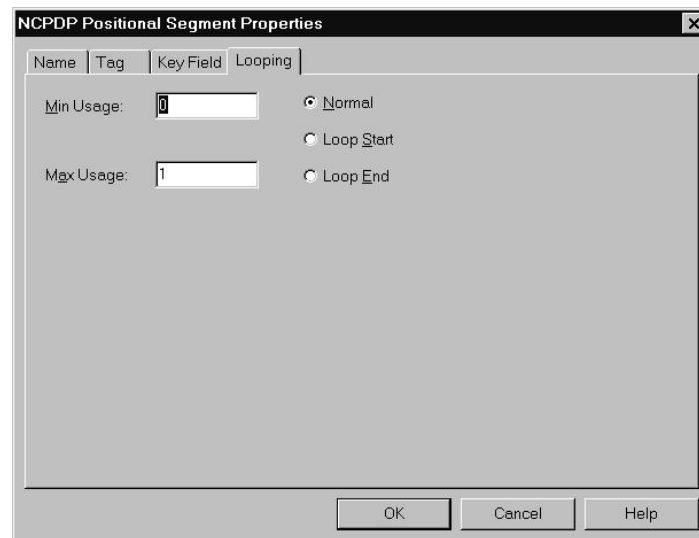 NCPDP Positional Segment Properties
Name Tag Key Field Looping
Min Usage: 0 Normal
Loop Start
Max Usage: 1 Loop End
OK Cancel Help